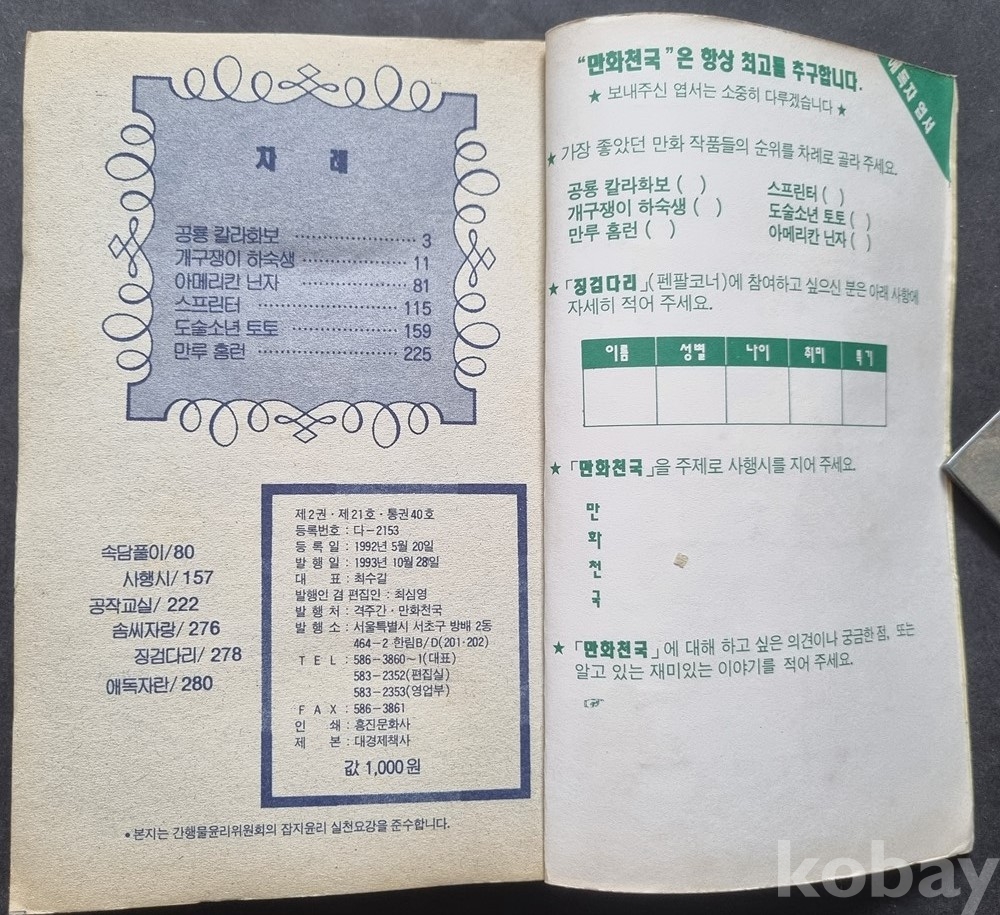 차 례
공룡 칼라화보 ··················· 3
개구쟁이 하숙생 ················· 11
아메리칸 닌자 ················· 81
스프린터 ······················ 115
도술소년 토토 ················ 159
만루 홈런 ···················· 225
속담풀이/80
사행시/157
공작교실/222
솜씨자랑/276
징검다리/278
애독자란/280
제2권·제21호·통권40호
등록번호 : 다-2153
등 록 일 : 1992년 5월 20일
발 행 일 : 1993년 10월 28일
대 표 : 최수길
발행인 겸 편집인 : 최심영
발 행 처 : 격주간·만화천국
발 행 소 : 서울특별시 서초구 방배 2동
464-2 한림B/D(201·202)
T E L : 586-3860~1(대표)
583-2352(편집실)
583-2353(영업부)
F A X : 586-3861
인 쇄 : 흥진문화사
제 본 : 대경제책사
값 1,000원
• 본지는 간행물윤리위원회의 잡지윤리 실천요강을 준수합니다.
애독자 엽서
“만화천국”은 항상 최고를 추구합니다.
★ 보내주신 엽서는 소중히 다루겠습니다 ★
★ 가장 좋았던 만화 작품들의 순위를 차례로 골라 주세요.
공룡 칼라화보 ( ) 스프린터 ( )
개구쟁이 하숙생 ( ) 도술소년 토토 ( )
만루 홈런 ( ) 아메리칸 닌자 ( )
★ 「징검다리」(펜팔코너)에 참여하고 싶으신 분은 아래 사항에
자세히 적어 주세요.
이름 성별 나이 취미 특기
★ 「만화천국」을 주제로 사행시를 지어 주세요.
만
화
천
국
★ 「만화천국」에 대해 하고 싶은 의견이나 궁금한 점, 또는
알고 있는 재미있는 이야기를 적어 주세요.
☞
kobay